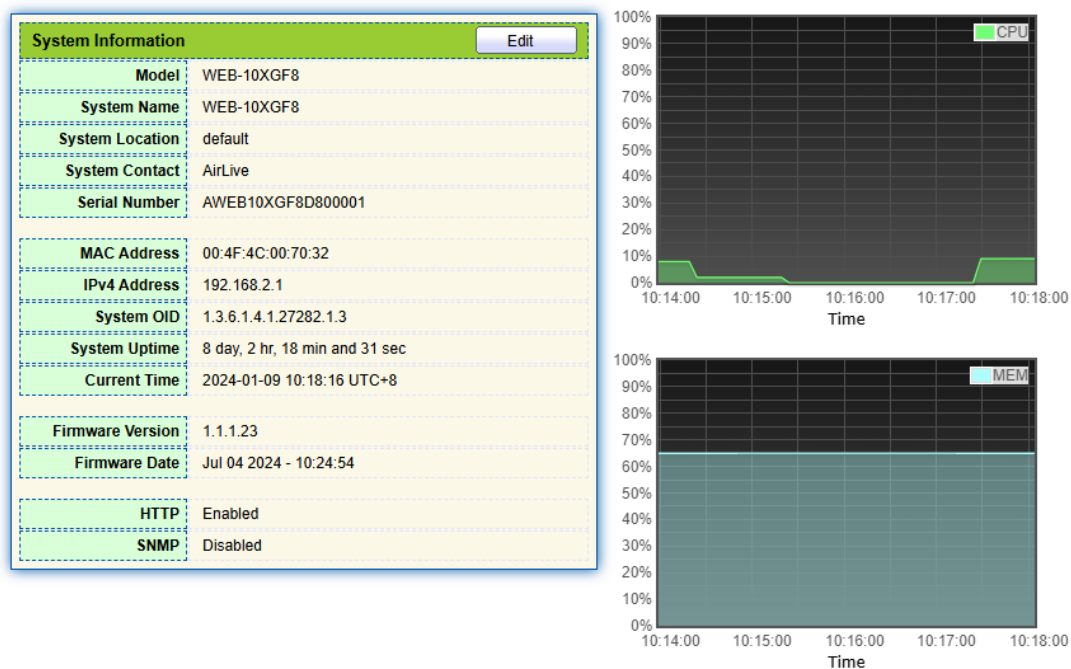 System Information Edit
Model WEB-10XGF8
System Name WEB-10XGF8
System Location default
System Contact AirLive
Serial Number AWEB10XGF8D800001
MAC Address 00:4F:4C:00:70:32
IPv4 Address 192.168.2.1
System OID 1.3.6.1.4.1.27282.1.3
System Uptime 8 day, 2 hr, 18 min and 31 sec
Current Time 2024-01-09 10:18:16 UTC+8
Firmware Version 1.1.1.23
Firmware Date Jul 04 2024 - 10:24:54
HTTP Enabled
SNMP Disabled
100%
CPU
90%
80%
70%
60%
50%
40%
30%
20%
10%
0%
10:14:00 10:15:00 10:16:00 10:17:00 10:18:00
Time
100%
MEM
90%
80%
70%
60%
50%
40%
30%
20%
10%
0%
10:14:00 10:15:00 10:16:00 10:17:00 10:18:00
Time